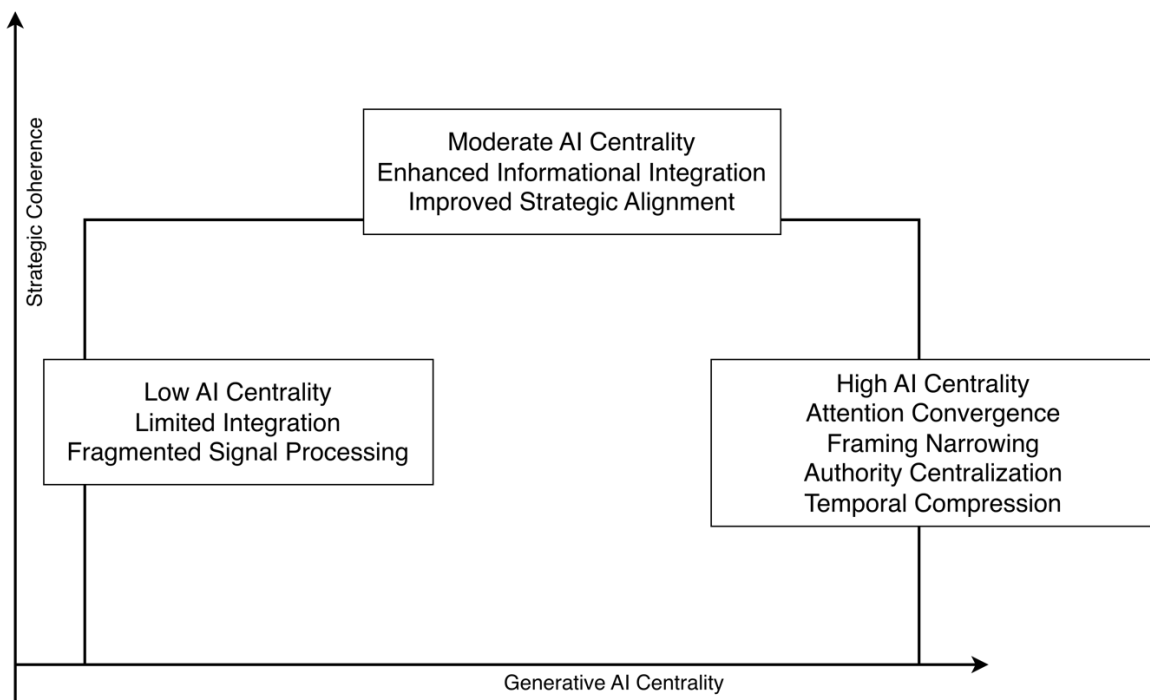 Strategic Coherence
Moderate AI Centrality
Enhanced Informational Integration
Improved Strategic Alignment
Low AI Centrality
Limited Integration
Fragmented Signal Processing
High AI Centrality
Attention Convergence
Framing Narrowing
Authority Centralization
Temporal Compression
Generative AI Centrality